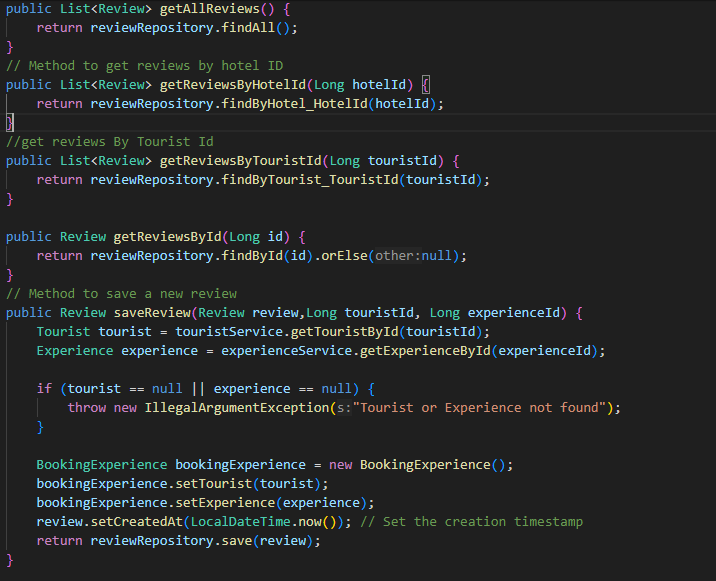 public List<Review> getAllReviews() {
return reviewRepository.findAll();
}
// Method to get reviews by hotel ID
public List<Review> getReviewsByHotelId(Long hotelId) {
return reviewRepository.findByHotel_HotelId(hotelId);
}
//get reviews By Tourist Id
public List<Review> getReviewsByTouristId(Long touristId) {
return reviewRepository.findByTourist_TouristId(touristId);
}
public Review getReviewsById(Long id) {
return reviewRepository.findById(id).orElse(other:null);
}
// Method to save a new review
public Review saveReview(Review review,Long touristId, Long experienceId) {
Tourist tourist = touristService.getTouristById(touristId);
Experience experience = experienceService.getExperienceById(experienceId);
if (tourist == null || experience == null) {
throw new IllegalArgumentException(s:"Tourist or Experience not found");
}
BookingExperience bookingExperience = new BookingExperience();
bookingExperience.setTourist(tourist);
bookingExperience.setExperience(experience);
review.setCreatedAt(LocalDateTime.now()); // Set the creation timestamp
return reviewRepository.save(review);
}